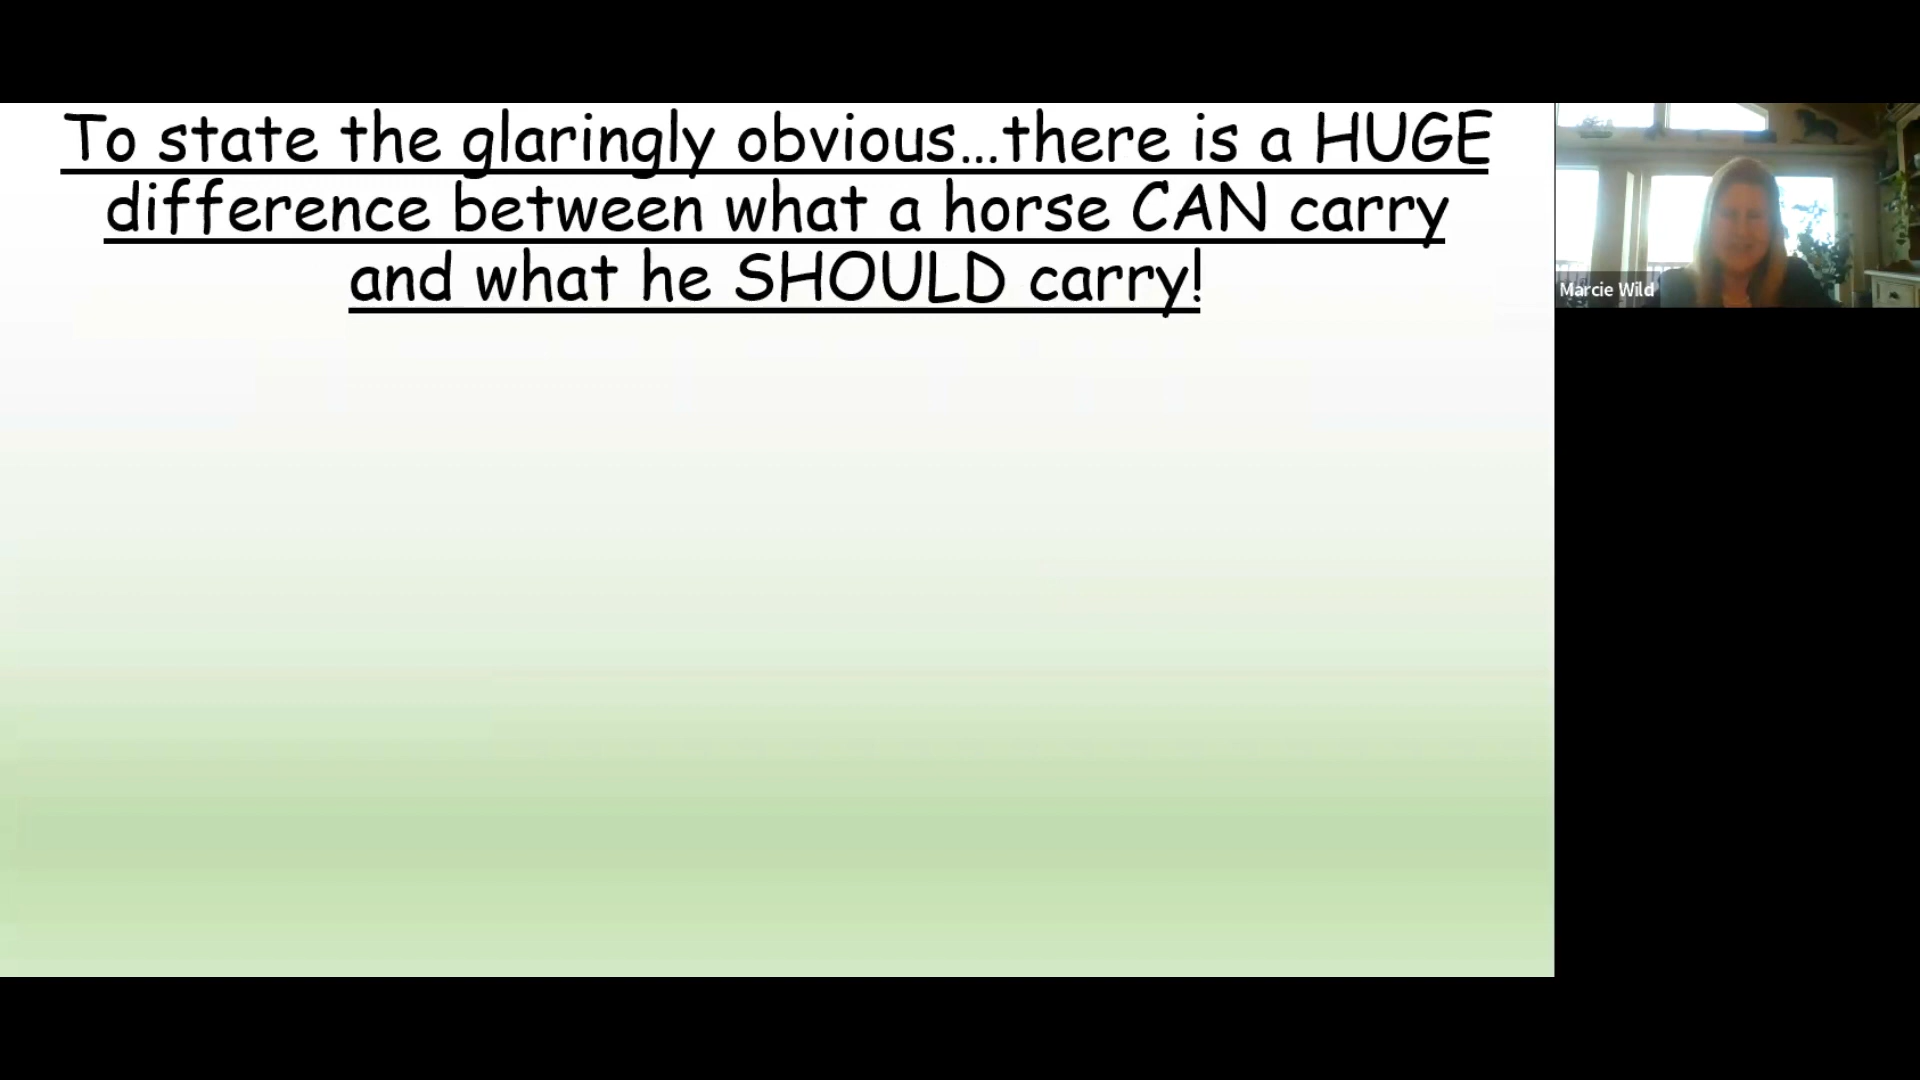 To state the glaringly obvious…there is a HUGE
difference between what a horse CAN carry
and what he SHOULD carry!
Marcie Wild